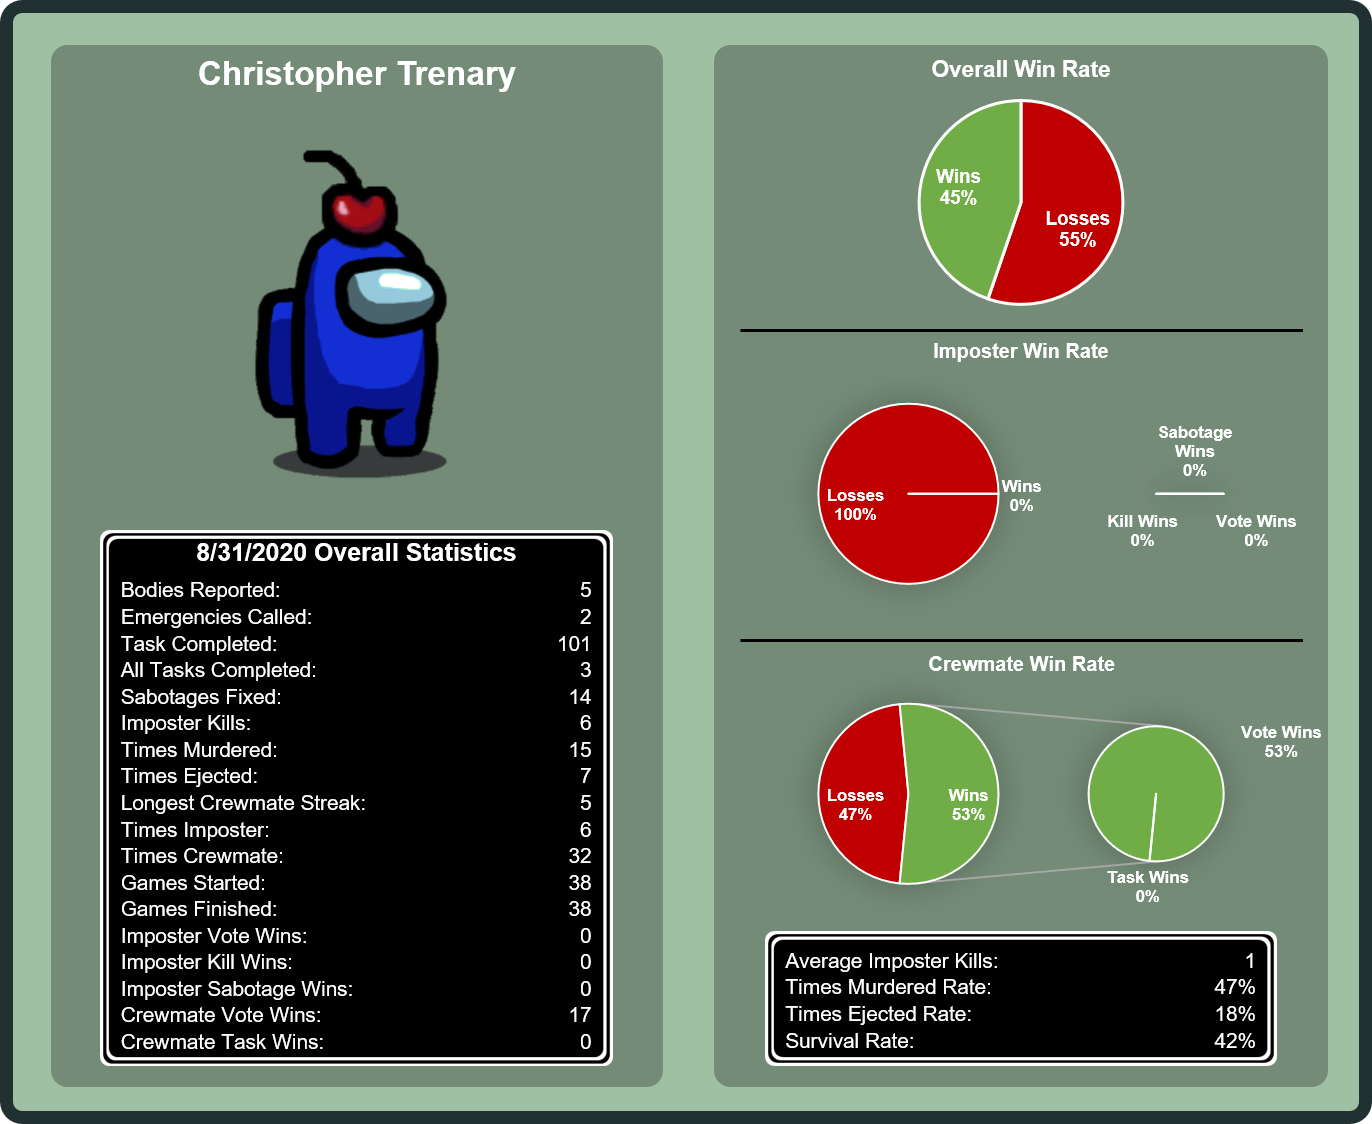 Christopher Trenary
8/31/2020 Overall Statistics
Bodies Reported: 5
Emergencies Called: 2
Task Completed: 101
All Tasks Completed: 3
Sabotages Fixed: 14
Imposter Kills: 6
Times Murdered: 15
Times Ejected: 7
Longest Crewmate Streak: 5
Times Imposter: 6
Times Crewmate: 32
Games Started: 38
Games Finished: 38
Imposter Vote Wins: 0
Imposter Kill Wins: 0
Imposter Sabotage Wins: 0
Crewmate Vote Wins: 17
Crewmate Task Wins: 0
Overall Win Rate
Wins
45%
Losses
55%
Imposter Win Rate
Losses
100%
Wins
0%
Sabotage
Wins
0%
Kill Wins
0%
Vote Wins
0%
Crewmate Win Rate
Losses
47%
Wins
53%
Vote Wins
53%
Task Wins
0%
Average Imposter Kills: 1
Times Murdered Rate: 47%
Times Ejected Rate: 18%
Survival Rate: 42%